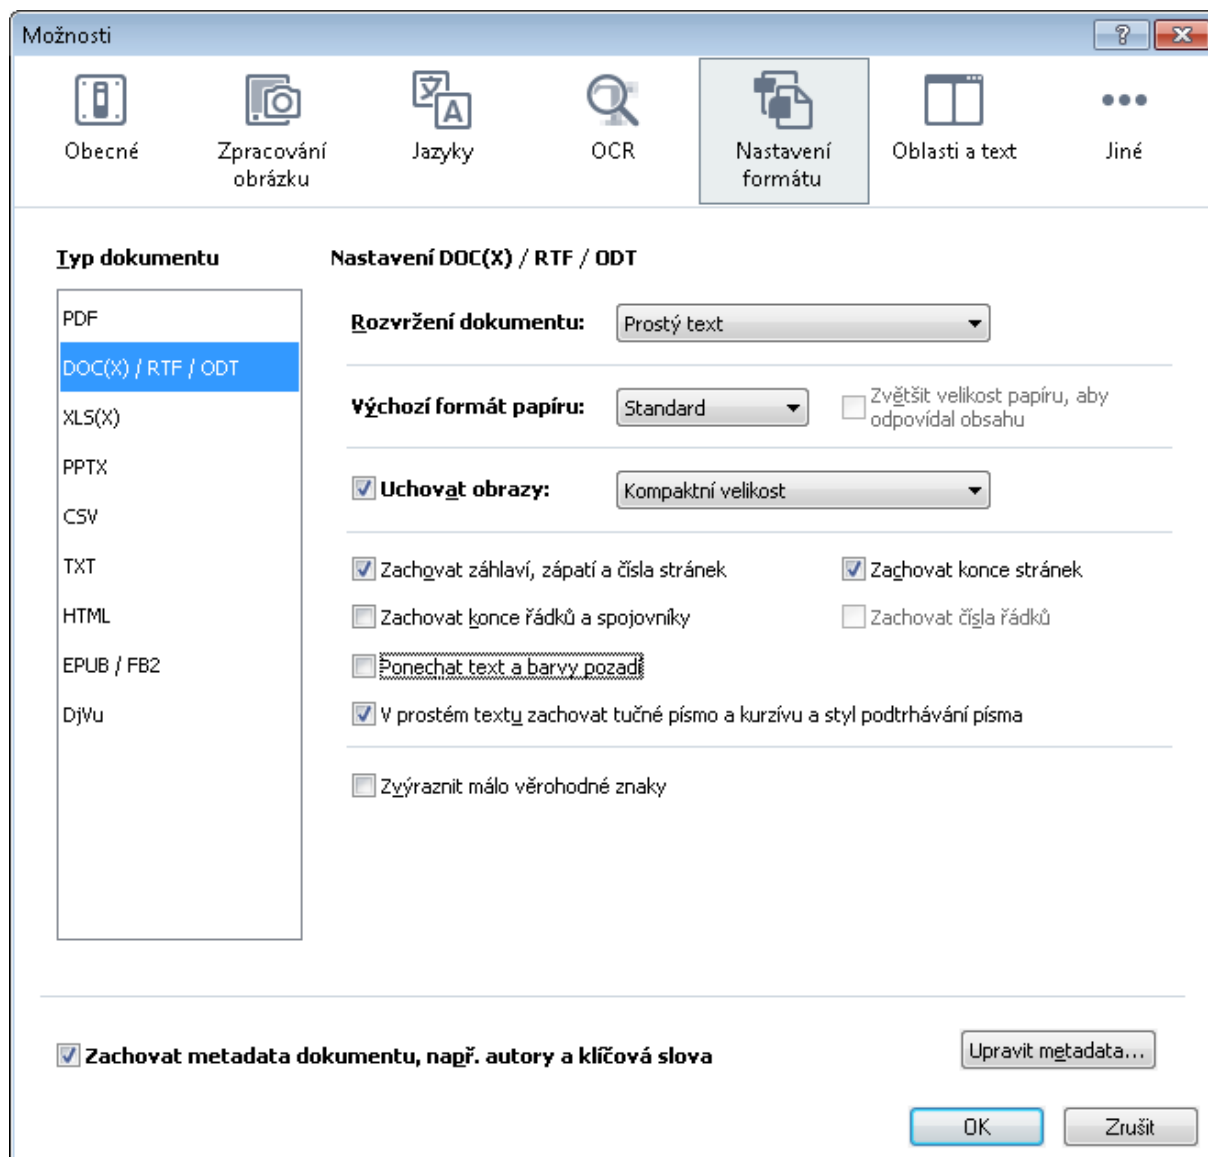 Možnosti
Obecné
Zpracování
obrázku
Jazyky
OCR
Nastavení
formátu
Oblasti a text
Jiné
Typ dokumentu
PDF
DOC(X) / RTF / ODT
XLS(X)
PPTX
CSV
TXT
HTML
EPUB / FB2
DjVu
Nastavení DOC(X) / RTF / ODT
Rozvržení dokumentu:
Prostý text
Výchozí formát papíru:
Standard
Zvětšit velikost papíru, aby
odpovídal obsahu
Uchovat obrazy:
Kompaktní velikost
Zachovat záhlaví, zápatí a čísla stránek
Zachovat konce stránek
Zachovat konce řádků a spojovníky
Zachovat čísla řádků
Ponechat text a barvy pozadí
V prostém textu zachovat tučné písmo a kurzívu a styl podtrhávání písma
Zvýraznit málo věrohodné znaky
Zachovat metadata dokumentu, např. autory a klíčová slova
Upravit metadata...
OK
Zrušit